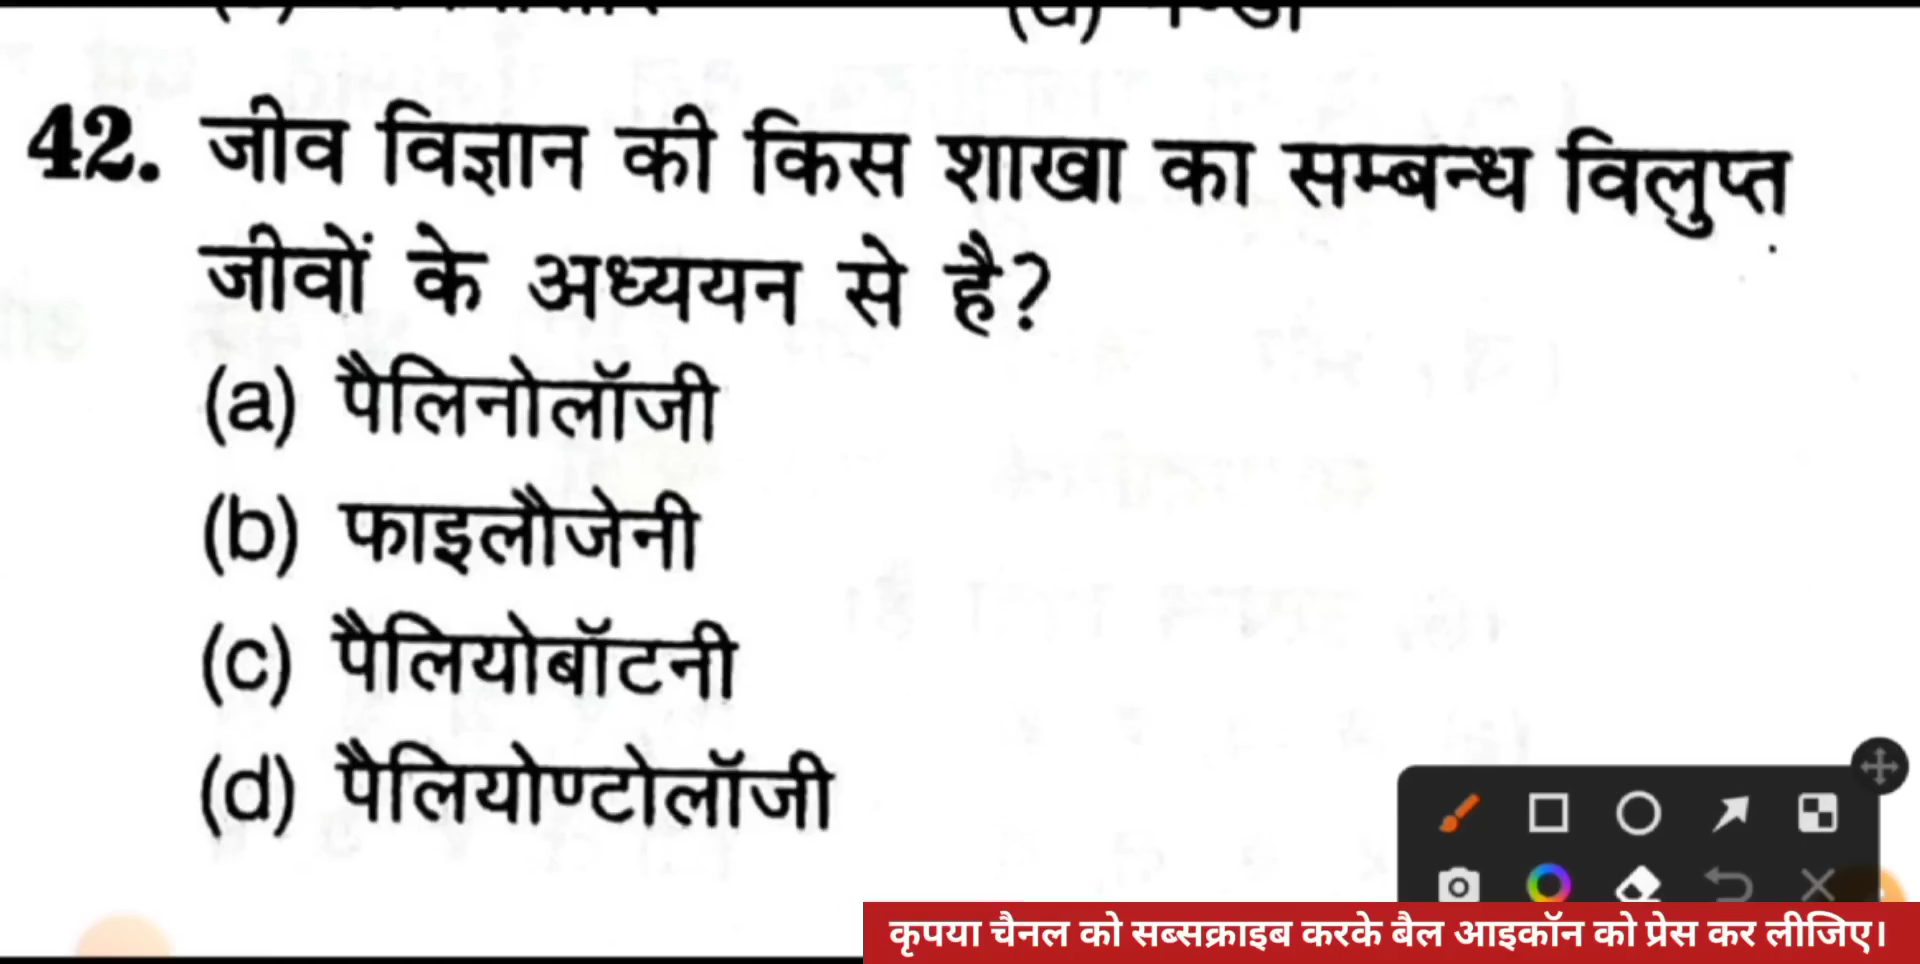 42. जीव विज्ञान की किस शाखा का सम्बन्ध विलुप्त
जीवों के अध्ययन से है?
(a) पैलिनोलॉजी
(b) फाइलौजेनी
(c) पैलियोबॉटनी
(d) पैलियोण्टोलॉजी
कृपया चैनल को सब्सक्राइब करके बैल आइकॉन को प्रेस कर लीजिए।